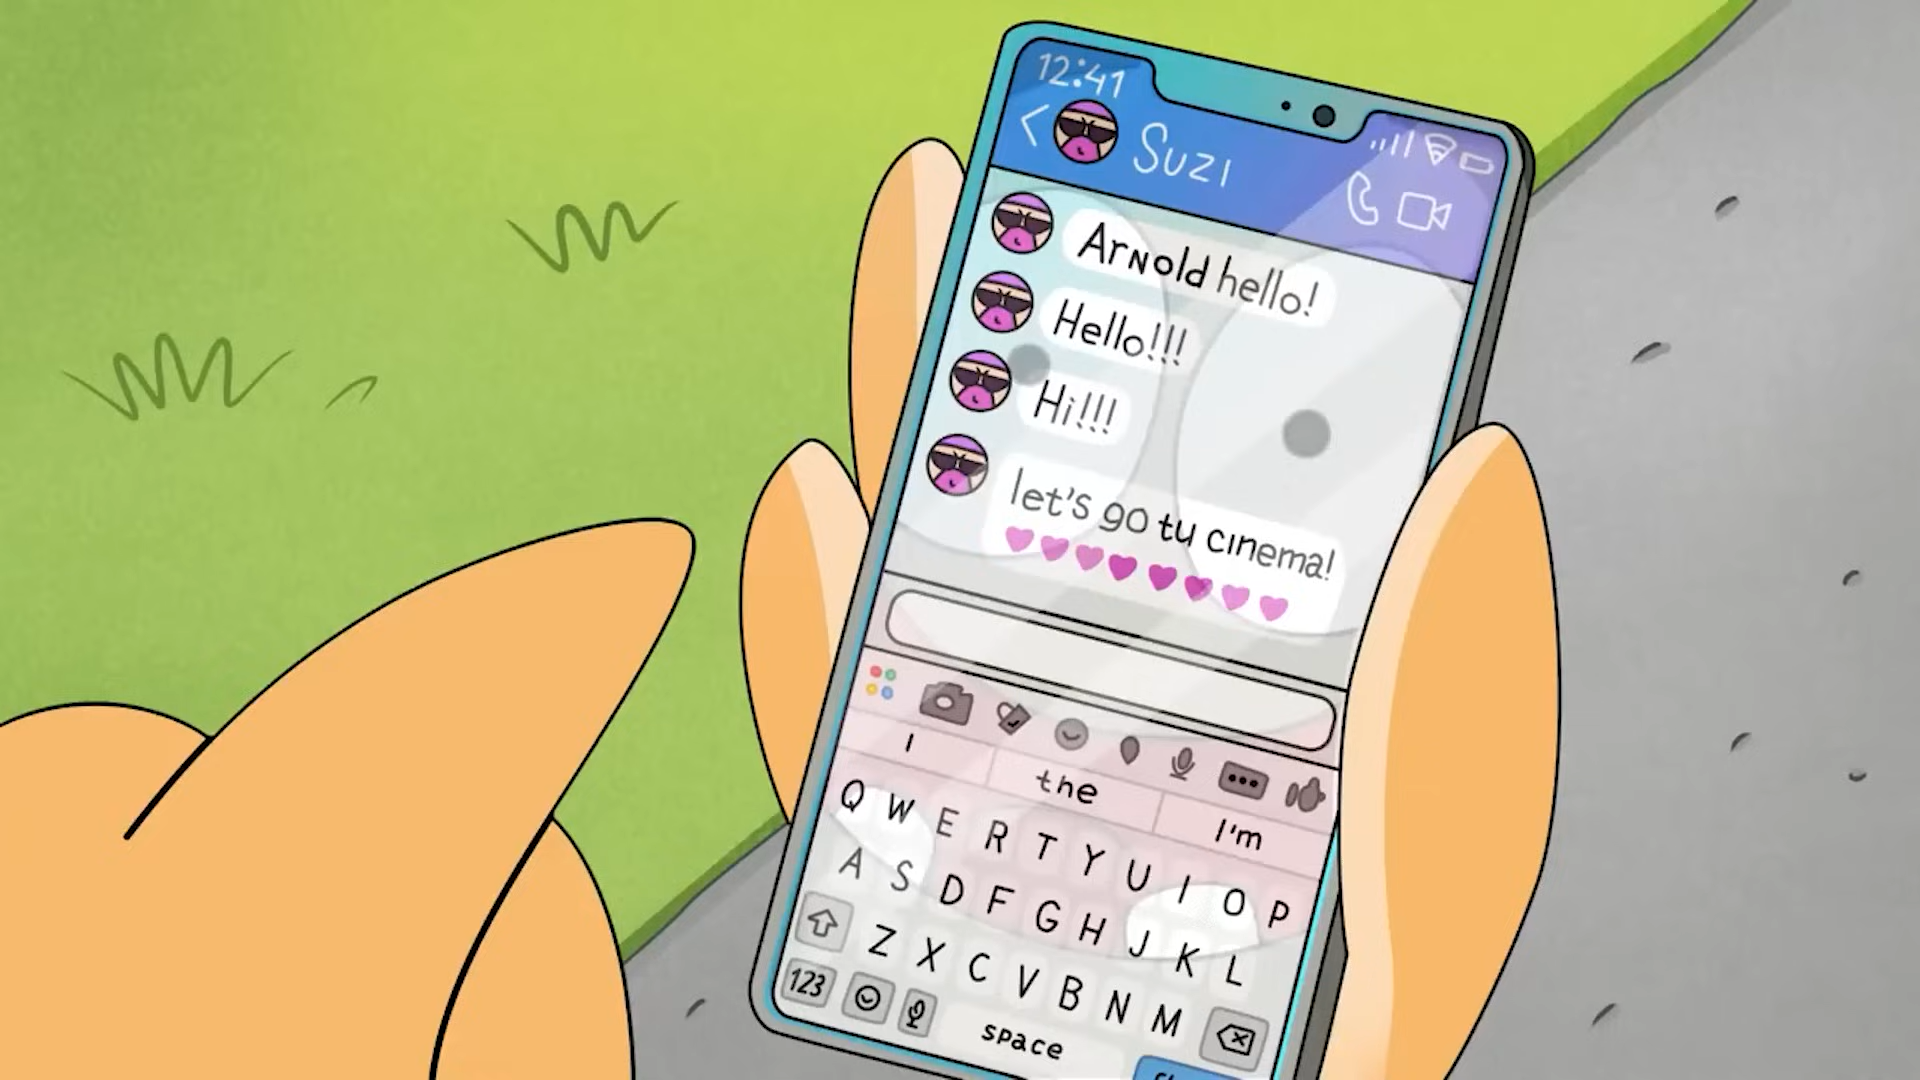 12:41
Suzi
Arnold hello!
Hello!!!
Hi!!!
let's go tu cinema!
I the I'm
Q W E R T Y U I O P
A S D F G H J K L
Z X C V B N M
123 space